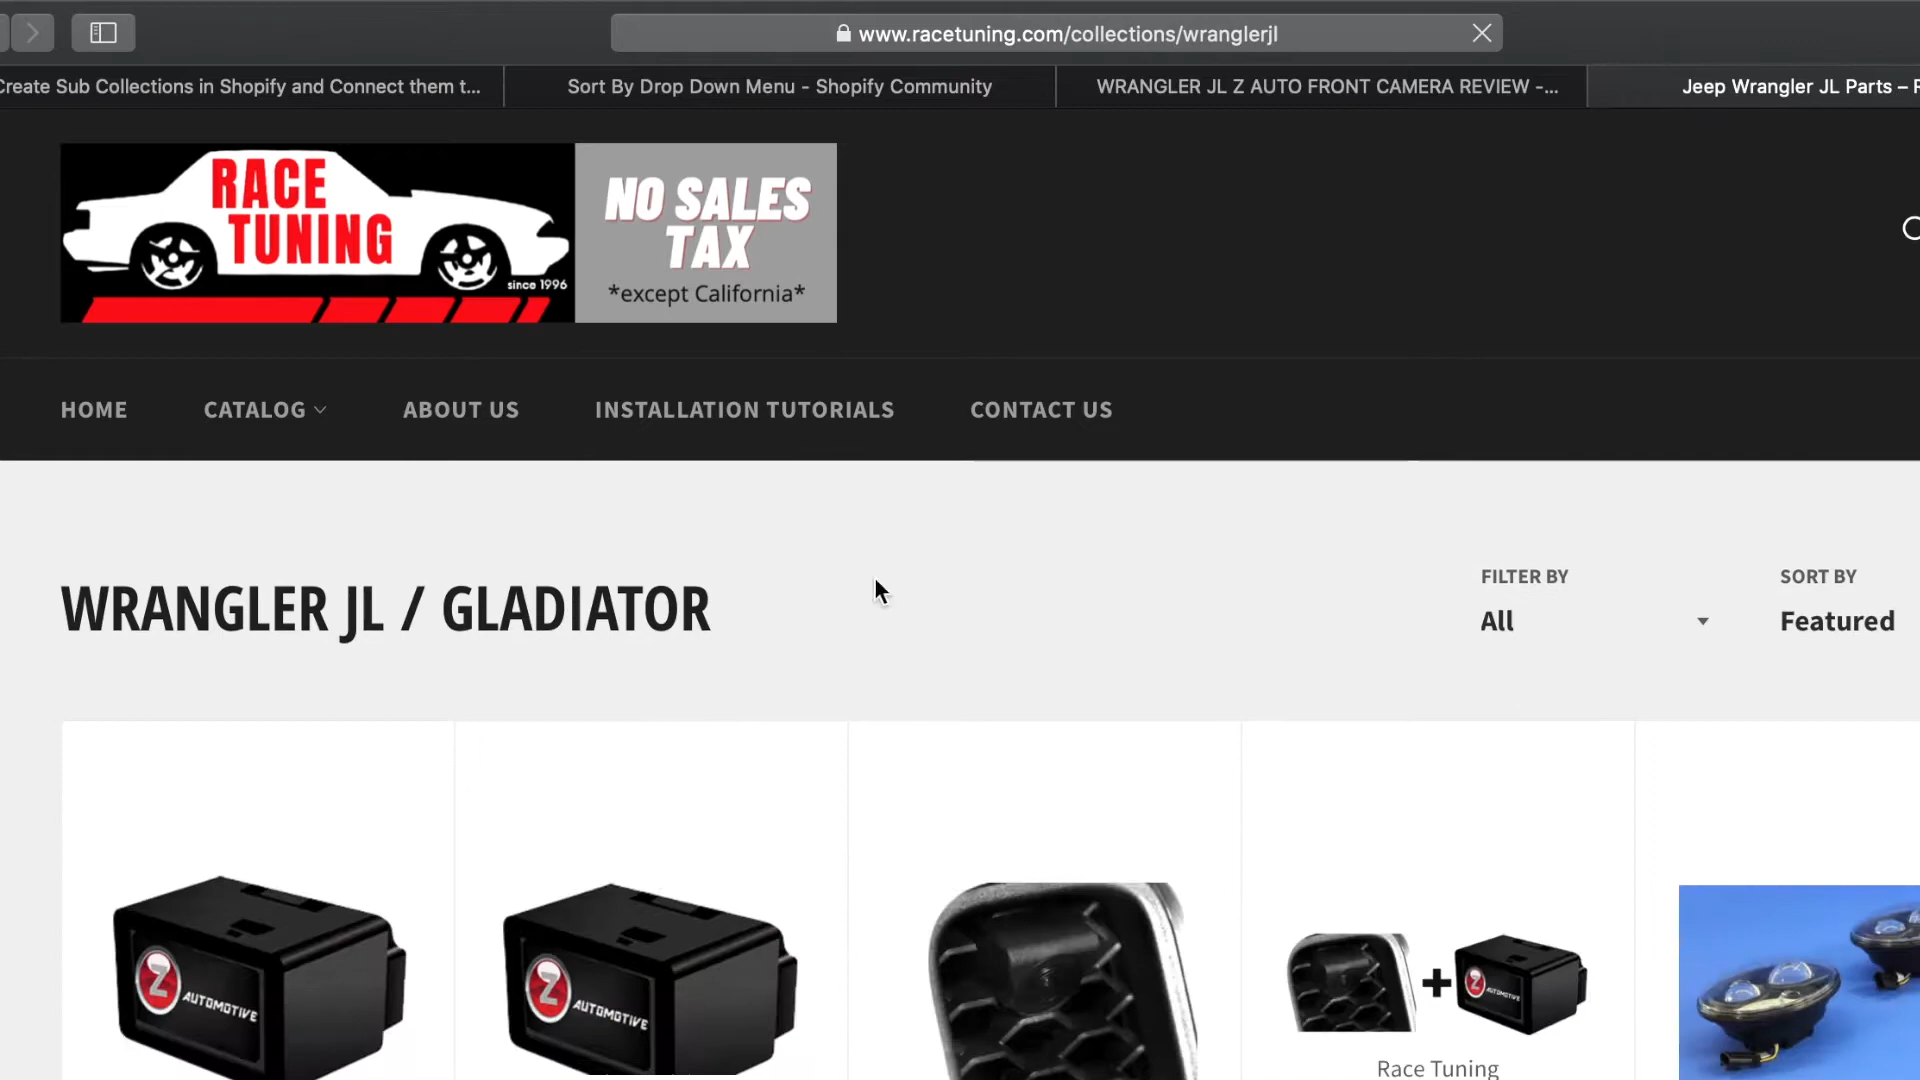 www.racetuning.com/collections/wranglerjl
Create Sub Collections in Shopify and Connect them t...
Sort By Drop Down Menu - Shopify Community
WRANGLER JL Z AUTO FRONT CAMERA REVIEW -...
Jeep Wrangler JL Parts –
RACE
TUNING
since 1996
NO SALES
TAX
*except California*
HOME
CATALOG
ABOUT US
INSTALLATION TUTORIALS
CONTACT US
WRANGLER JL / GLADIATOR
FILTER BY
All
SORT BY
Featured
Z AUTOMOTIVE
Z AUTOMOTIVE
Z AUTOMOTIVE
Race Tuning